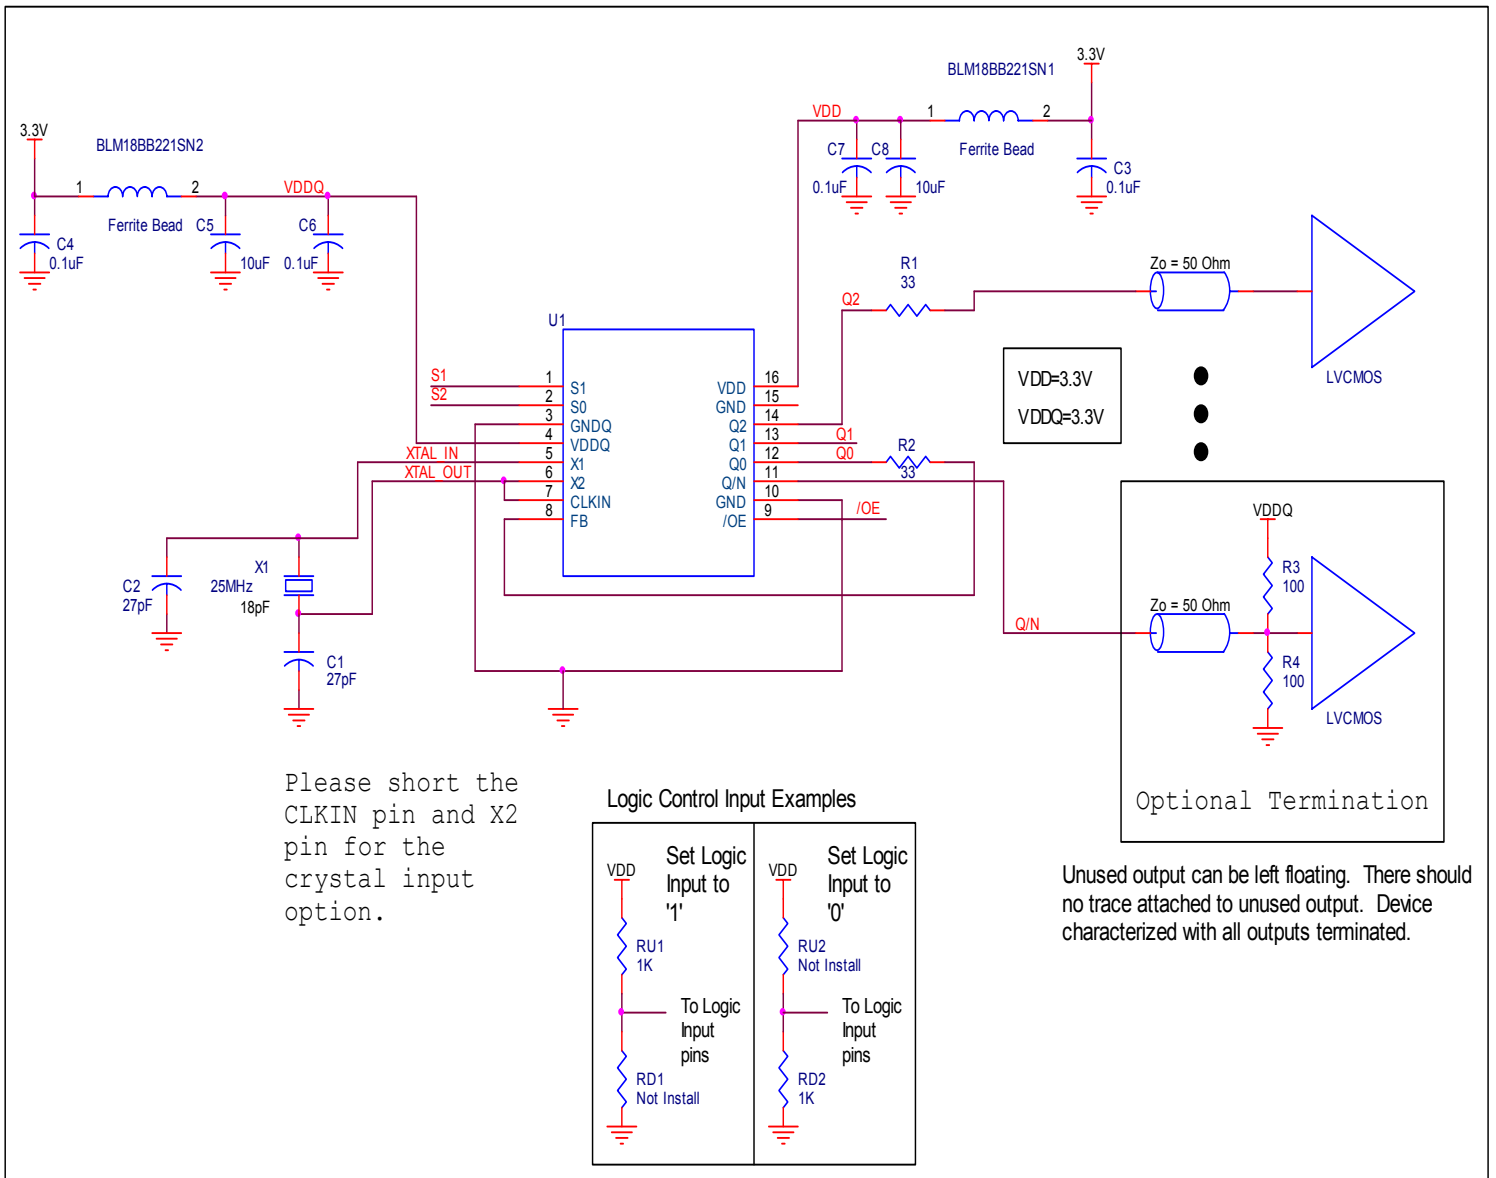 3.3V
BLM18BB221SN2
1
2
VDDQ
Ferrite Bead
C5
C6
C4
0.1uF
10uF
0.1uF
3.3V
BLM18BB221SN1
VDD
1
2
C7
C8
Ferrite Bead
C3
0.1uF
10uF
0.1uF
U1
S1
1
S1
S2
2
S0
3
GNDQ
4
VDDQ
XTAL_IN
5
X1
XTAL_OUT
6
X2
7
CLKIN
8
FB
VDD
16
GND
15
Q2
14
Q1
13
Q1
Q0
12
Q0
Q/N
11
GND
10
/OE
9
/OE
Q2
R1
33
R2
33
Zo = 50 Ohm
LVCMOS
VDD=3.3V
VDDQ=3.3V
C2
27pF
X1
25MHz
18pF
C1
27pF
Q/N
VDDQ
R3
100
Zo = 50 Ohm
R4
100
LVCMOS
Optional Termination
Please short the
CLKIN pin and X2
pin for the
crystal input
option.
Logic Control Input Examples
VDD
Set Logic
Input to
'1'
RU1
1K
To Logic
Input
pins
RD1
Not Install
VDD
Set Logic
Input to
'0'
RU2
Not Install
To Logic
Input
pins
RD2
1K
Unused output can be left floating. There should
no trace attached to unused output. Device
characterized with all outputs terminated.